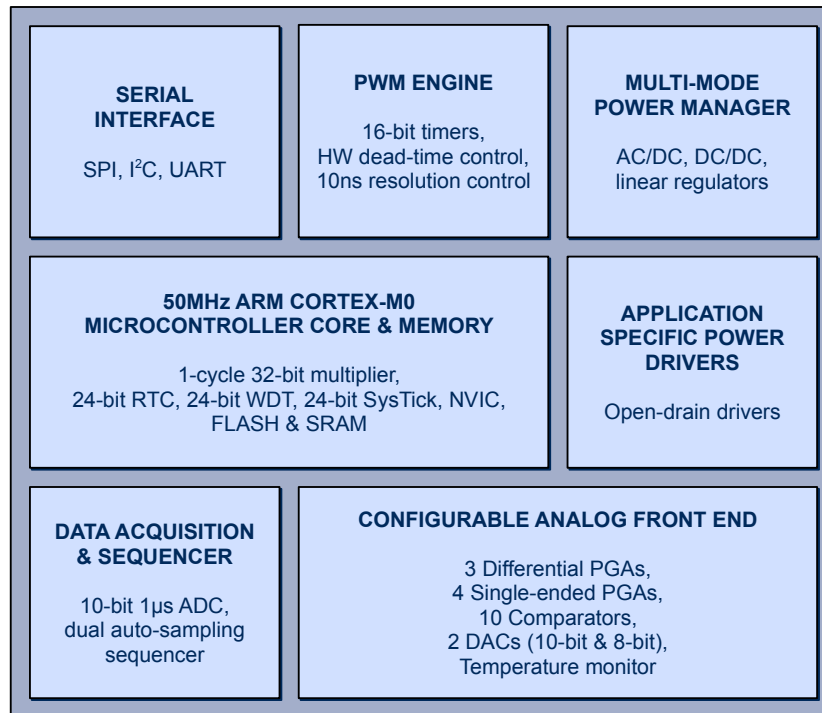 SERIAL
INTERFACE
SPI, I²C, UART
PWM ENGINE
16-bit timers,
HW dead-time control,
10ns resolution control
MULTI-MODE
POWER MANAGER
AC/DC, DC/DC,
linear regulators
50MHz ARM CORTEX-M0
MICROCONTROLLER CORE & MEMORY
1-cycle 32-bit multiplier,
24-bit RTC, 24-bit WDT, 24-bit SysTick, NVIC,
FLASH & SRAM
APPLICATION
SPECIFIC POWER
DRIVERS
Open-drain drivers
DATA ACQUISITION
& SEQUENCER
10-bit 1μs ADC,
dual auto-sampling
sequencer
CONFIGURABLE ANALOG FRONT END
3 Differential PGAs,
4 Single-ended PGAs,
10 Comparators,
2 DACs (10-bit & 8-bit),
Temperature monitor